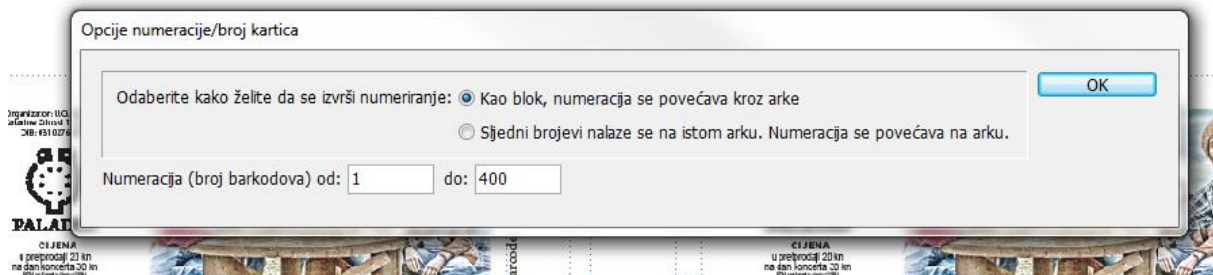 Opcije numeracije/broj kartica
Odaberite kako želite da se izvrši numeriranje: Kao blok, numeracija se povećava kroz arke
OK
Sljedni brojevi nalaze se na istom arku. Numeracija se povećava na arku.
Numeracija (broj barkodova) od: 1 do: 400
PALAD
CIJENA
u pretprodaji 20 kn
na dan koncerta 30 kn
CIJENA
u pretprodaji 20 kn
na dan koncerta 30 kn